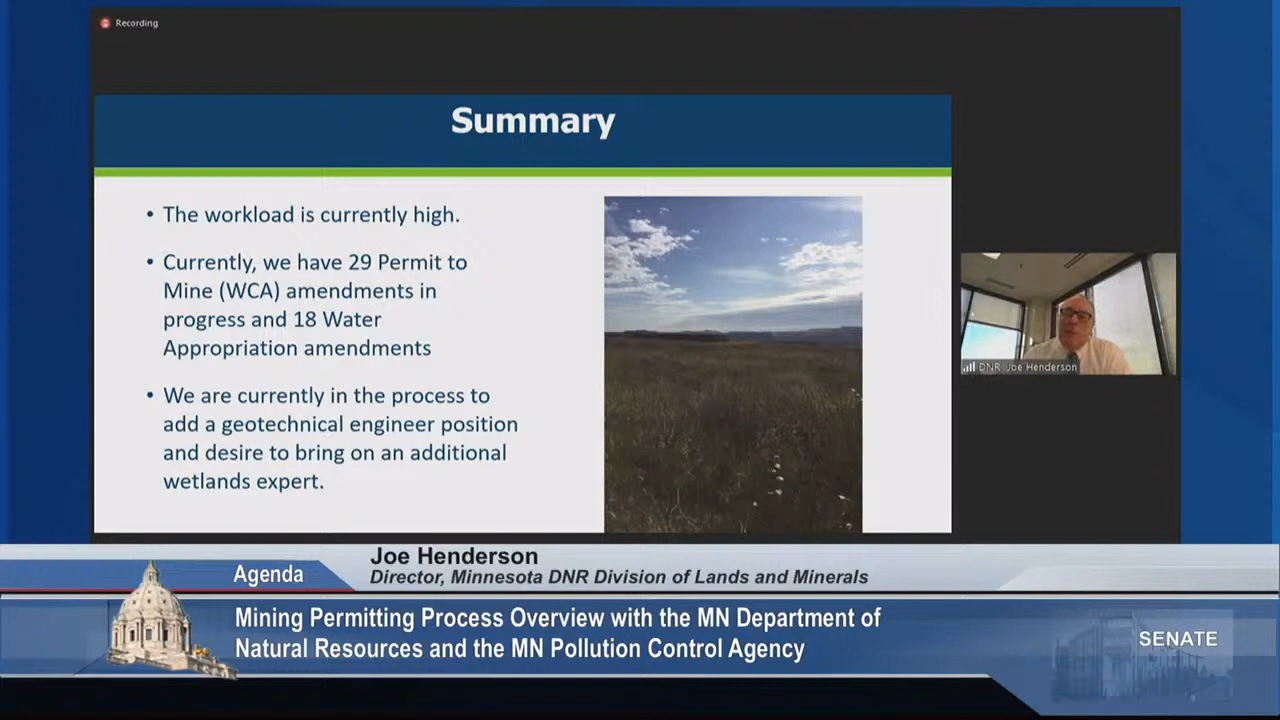 Recording
Summary
• The workload is currently high.
• Currently, we have 29 Permit to
Mine (WCA) amendments in
progress and 18 Water
Appropriation amendments
• We are currently in the process to
add a geotechnical engineer position
and desire to bring on an additional
wetlands expert.
DNR Joe Henderson
Joe Henderson
Director, Minnesota DNR Division of Lands and Minerals
Agenda
Mining Permitting Process Overview with the MN Department of
Natural Resources and the MN Pollution Control Agency
SENATE